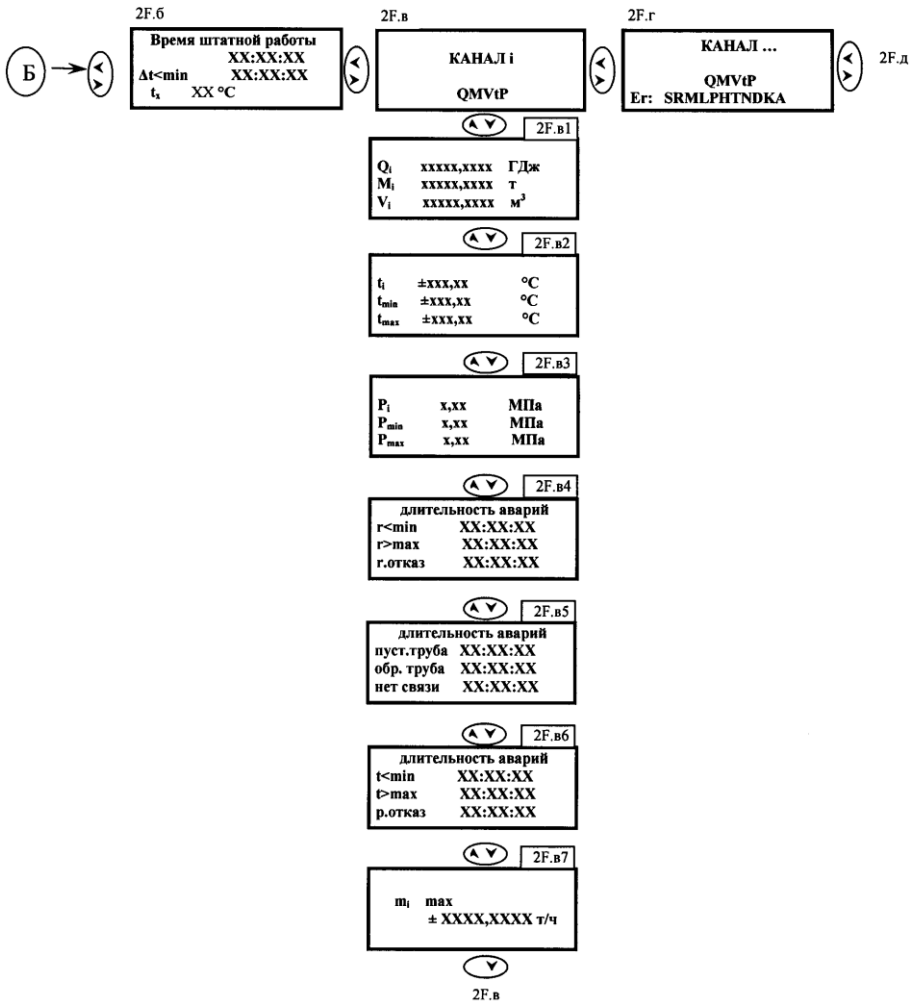 2F.б
2F.в
2F.г
Б
Время штатной работы
XX:XX:XX
Δt<min XX:XX:XX
tₓ XX °C
КАНАЛ i
QMVtP
КАНАЛ ...
QMVtP
Er: SRMLPHTNDKA
2F.д
2F.в1
Qᵢ xxxxx,xxxx ГДж
Mᵢ xxxxx,xxxx т
Vᵢ xxxxx,xxxx м³
2F.в2
tᵢ ±xxx,xx °C
tmin ±xxx,xx °C
tmax ±xxx,xx °C
2F.в3
Pᵢ x,xx МПа
Pmin x,xx МПа
Pmax x,xx МПа
2F.в4
длительность аварий
r<min XX:XX:XX
r>max XX:XX:XX
r.отказ XX:XX:XX
2F.в5
длительность аварий
пуст.труба XX:XX:XX
обр. труба XX:XX:XX
нет связи XX:XX:XX
2F.в6
длительность аварий
t<min XX:XX:XX
t>max XX:XX:XX
p.отказ XX:XX:XX
2F.в7
mᵢ max
± XXXX,XXXX т/ч
2F.в